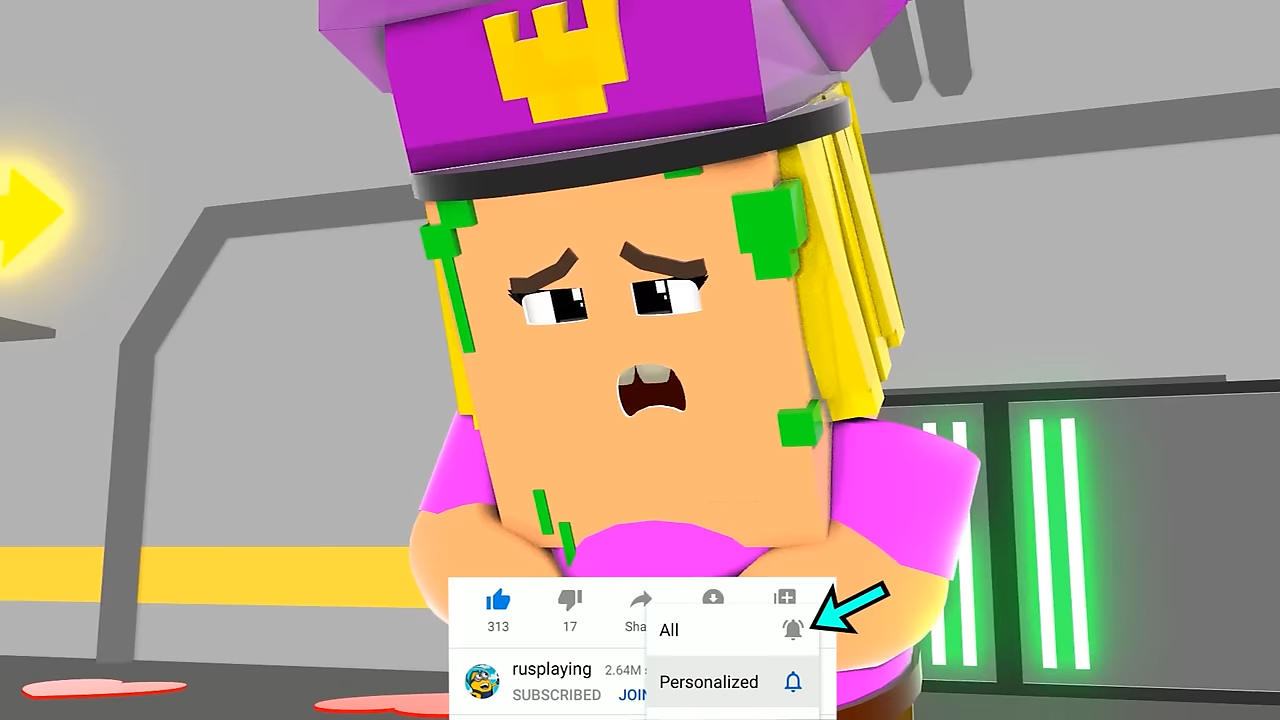 313
17
Sha
All
rusplaying 2.64M
SUBSCRIBED JOIN
Personalized